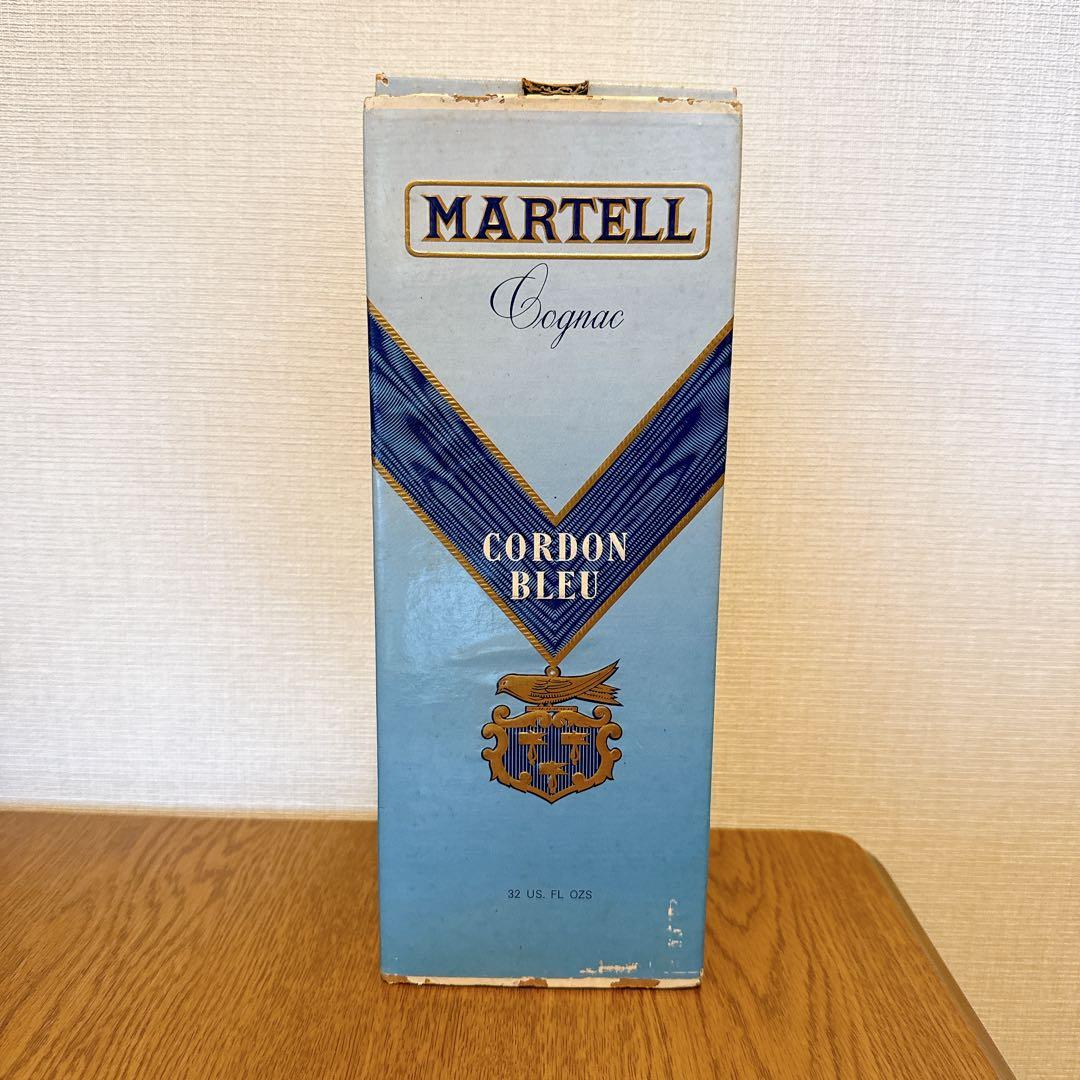 MARTELL
Cognac
CORDON
BLEU
32 US. FL OZS